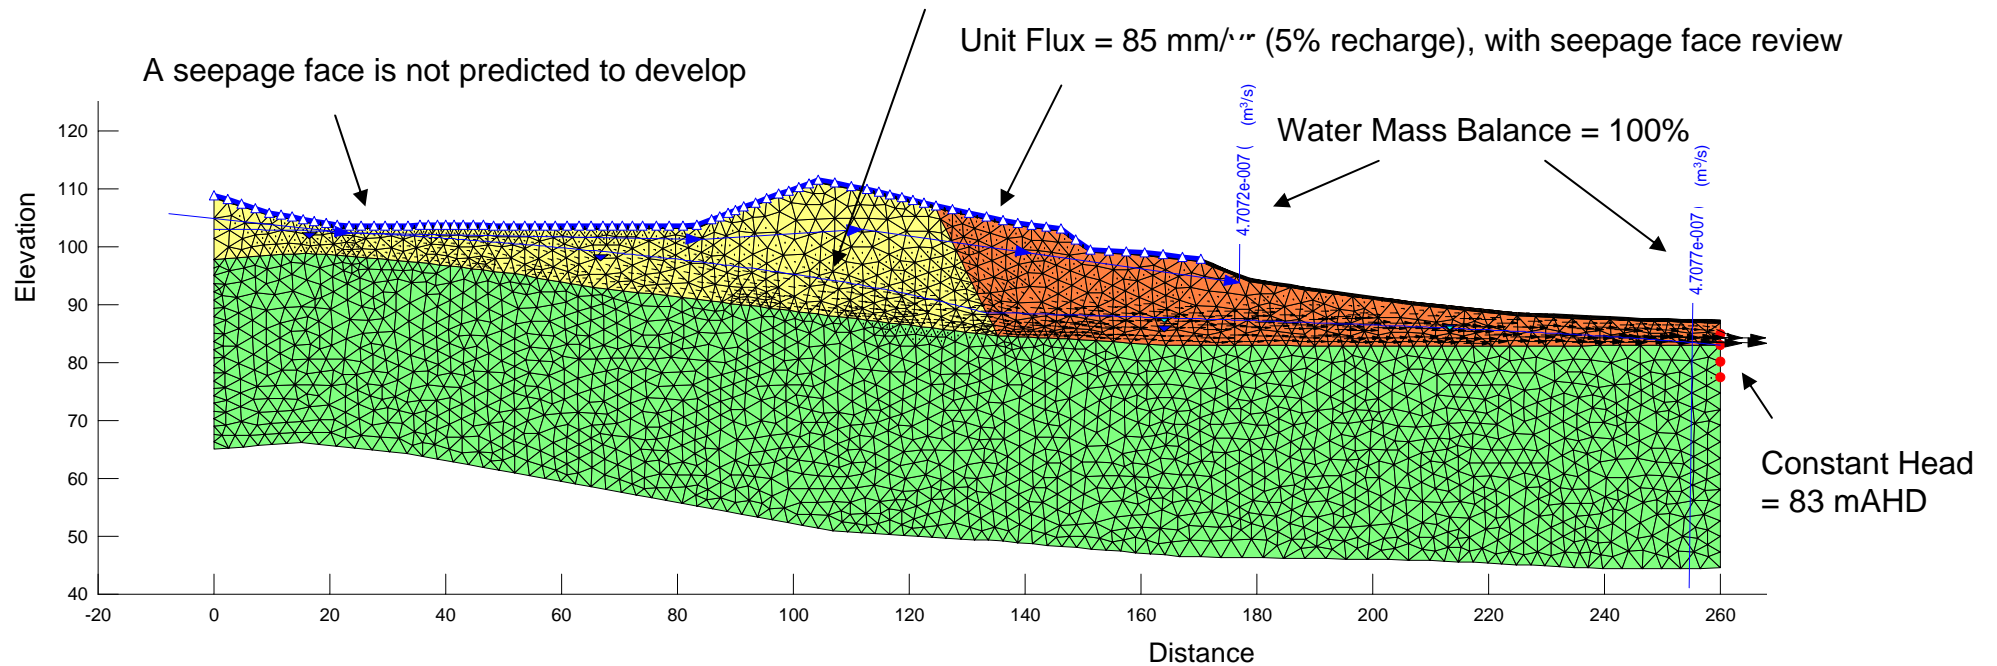 Unit Flux = 85 mm/yr (5% recharge), with seepage face review
A seepage face is not predicted to develop
Water Mass Balance = 100%
4.7072e-007 ( (m³/s)
4.7077e-007 (m³/s)
Constant Head
= 83 mAHD
Elevation
120
110
100
90
80
70
60
50
40
-20
0
20
40
60
80
100
120
140
160
180
200
220
240
260
Distance